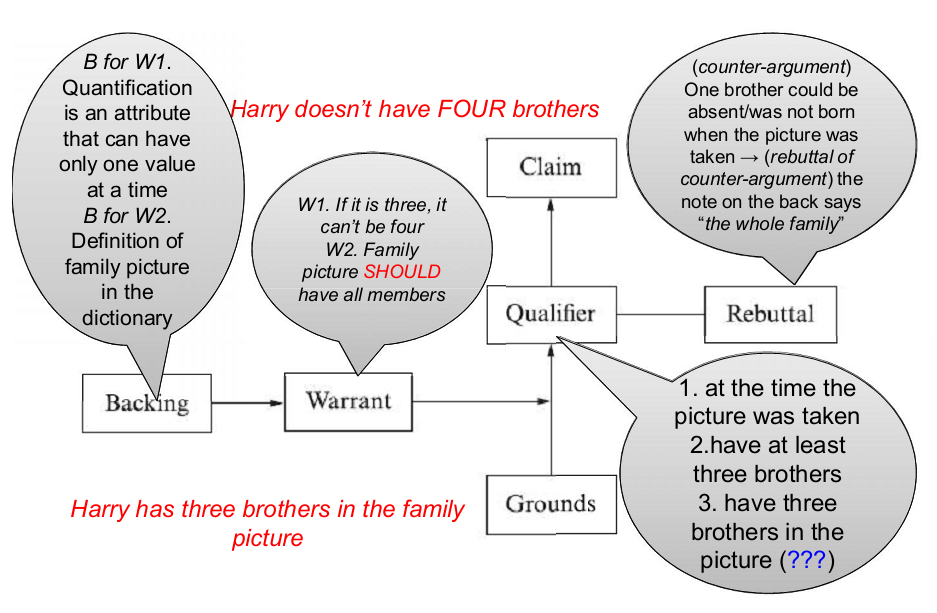 B for W1.
Quantification
is an attribute
that can have
only one value
at a time
B for W2.
Definition of
family picture
in the
dictionary
Harry doesn’t have FOUR brothers
(counter-argument)
One brother could be
absent/was not born
when the picture was
taken → (rebuttal of
counter-argument) the
note on the back says
“the whole family”
Claim
W1. If it is three, it
can’t be four
W2. Family
picture SHOULD
have all members
Qualifier
Rebuttal
Backing
Warrant
1. at the time the
picture was taken
2.have at least
three brothers
3. have three
brothers in the
picture (???)
Grounds
Harry has three brothers in the family
picture